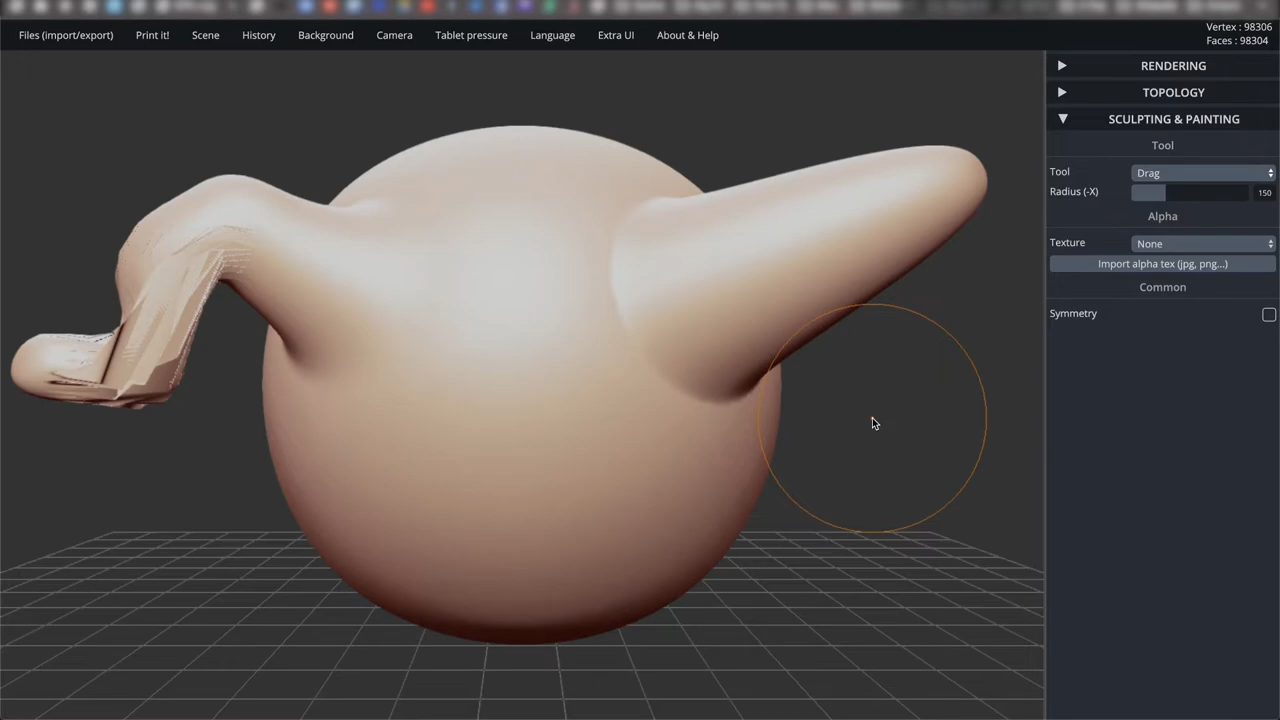 Files (import/export) Print it! Scene History Background Camera Tablet pressure Language Extra UI About & Help
Vertex : 98306
Faces : 98304
RENDERING
TOPOLOGY
SCULPTING & PAINTING
Tool
Tool Drag
Radius (-X) 150
Alpha
Texture None
Import alpha tex (jpg, png...)
Common
Symmetry